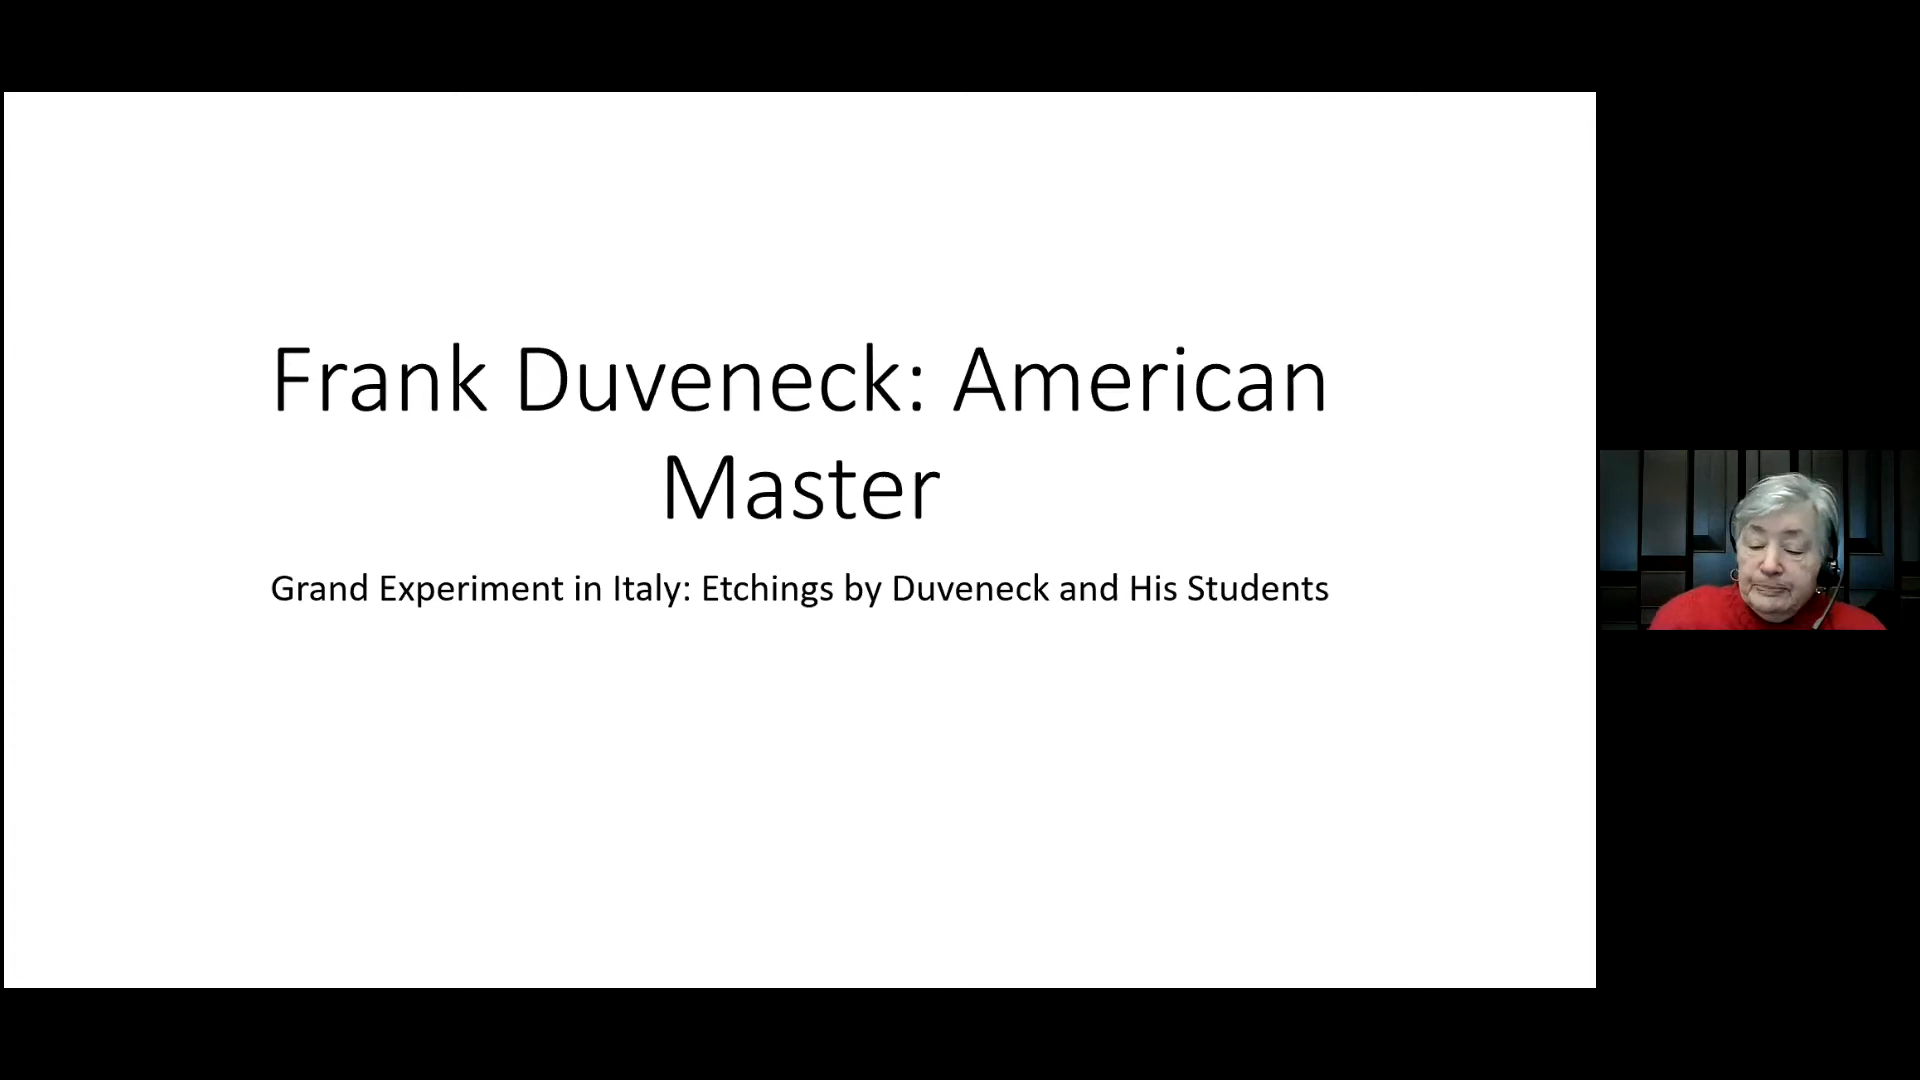 Frank Duveneck: American
Master
Grand Experiment in Italy: Etchings by Duveneck and His Students